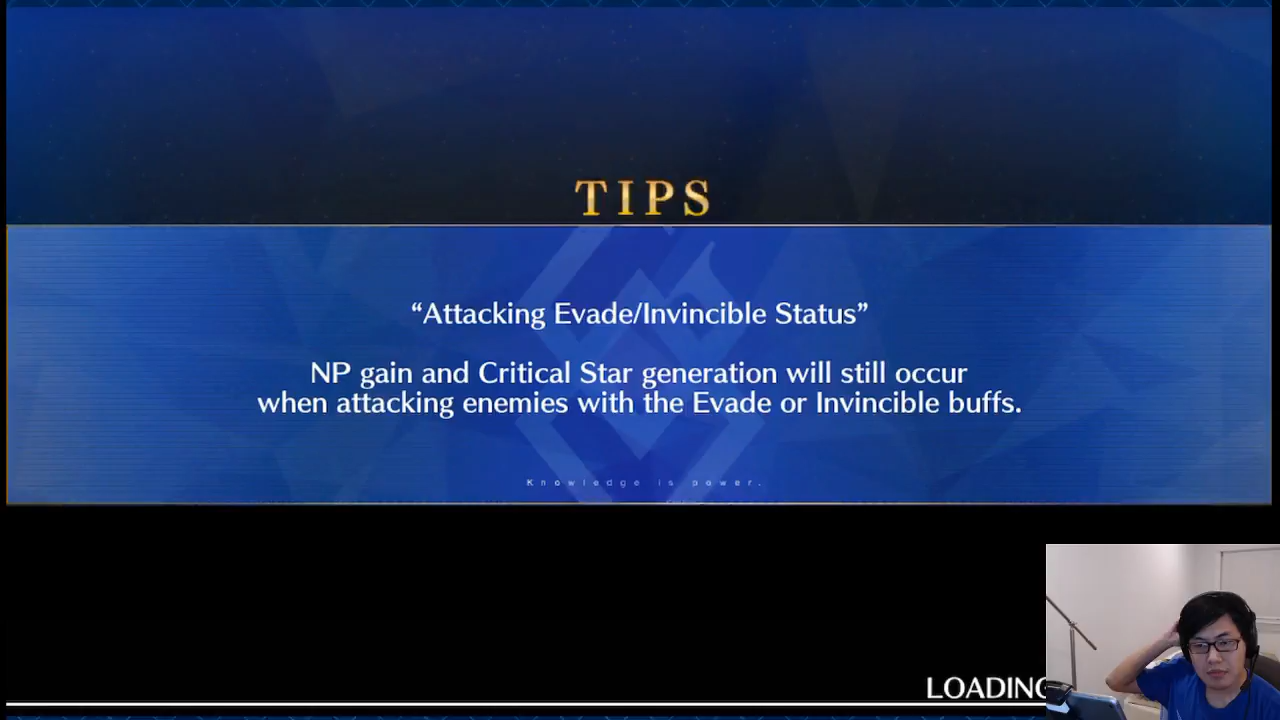 TIPS
“Attacking Evade/Invincible Status”
NP gain and Critical Star generation will still occur
when attacking enemies with the Evade or Invincible buffs.
Knowledge is power.
LOADING